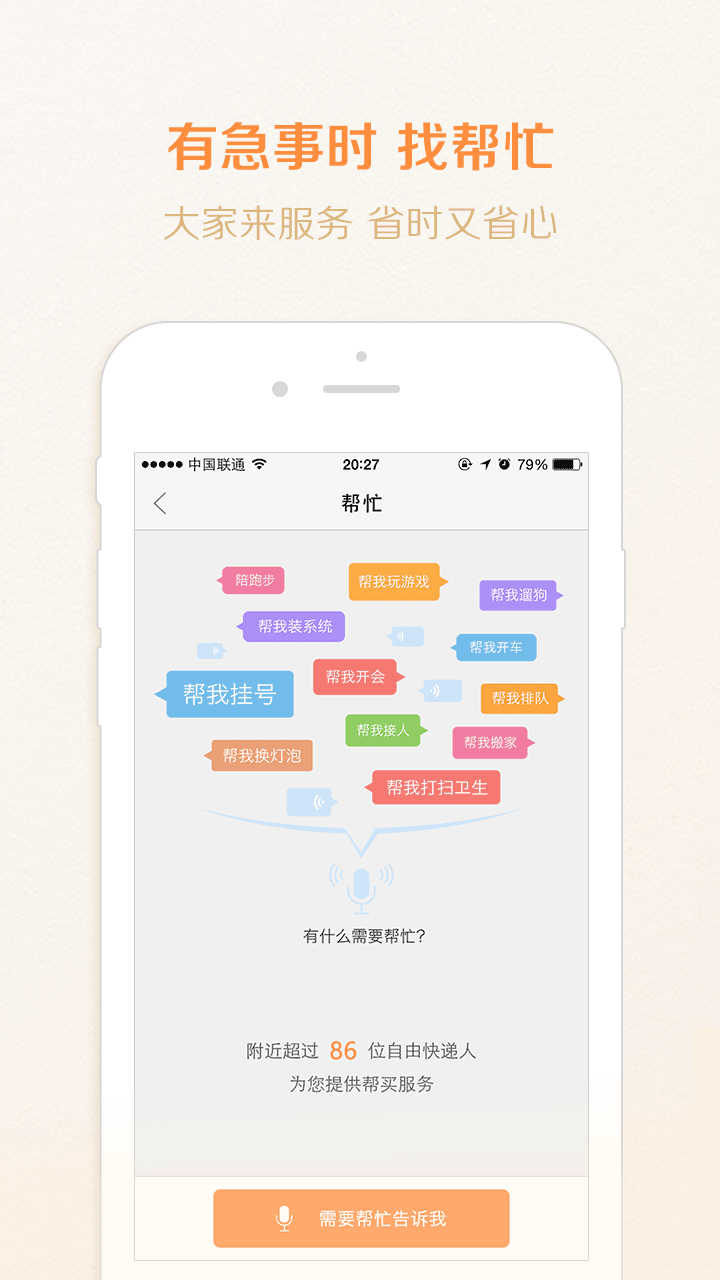 有急事时 找帮忙
大家来服务 省时又省心
中国联通 20:27 79%
帮忙
陪跑步
帮我玩游戏
帮我遛狗
帮我装系统
帮我开车
帮我开会
帮我挂号
帮我排队
帮我接人
帮我搬家
帮我换灯泡
帮我打扫卫生
有什么需要帮忙?
附近超过 86 位自由快递人
为您提供帮买服务
需要帮忙告诉我